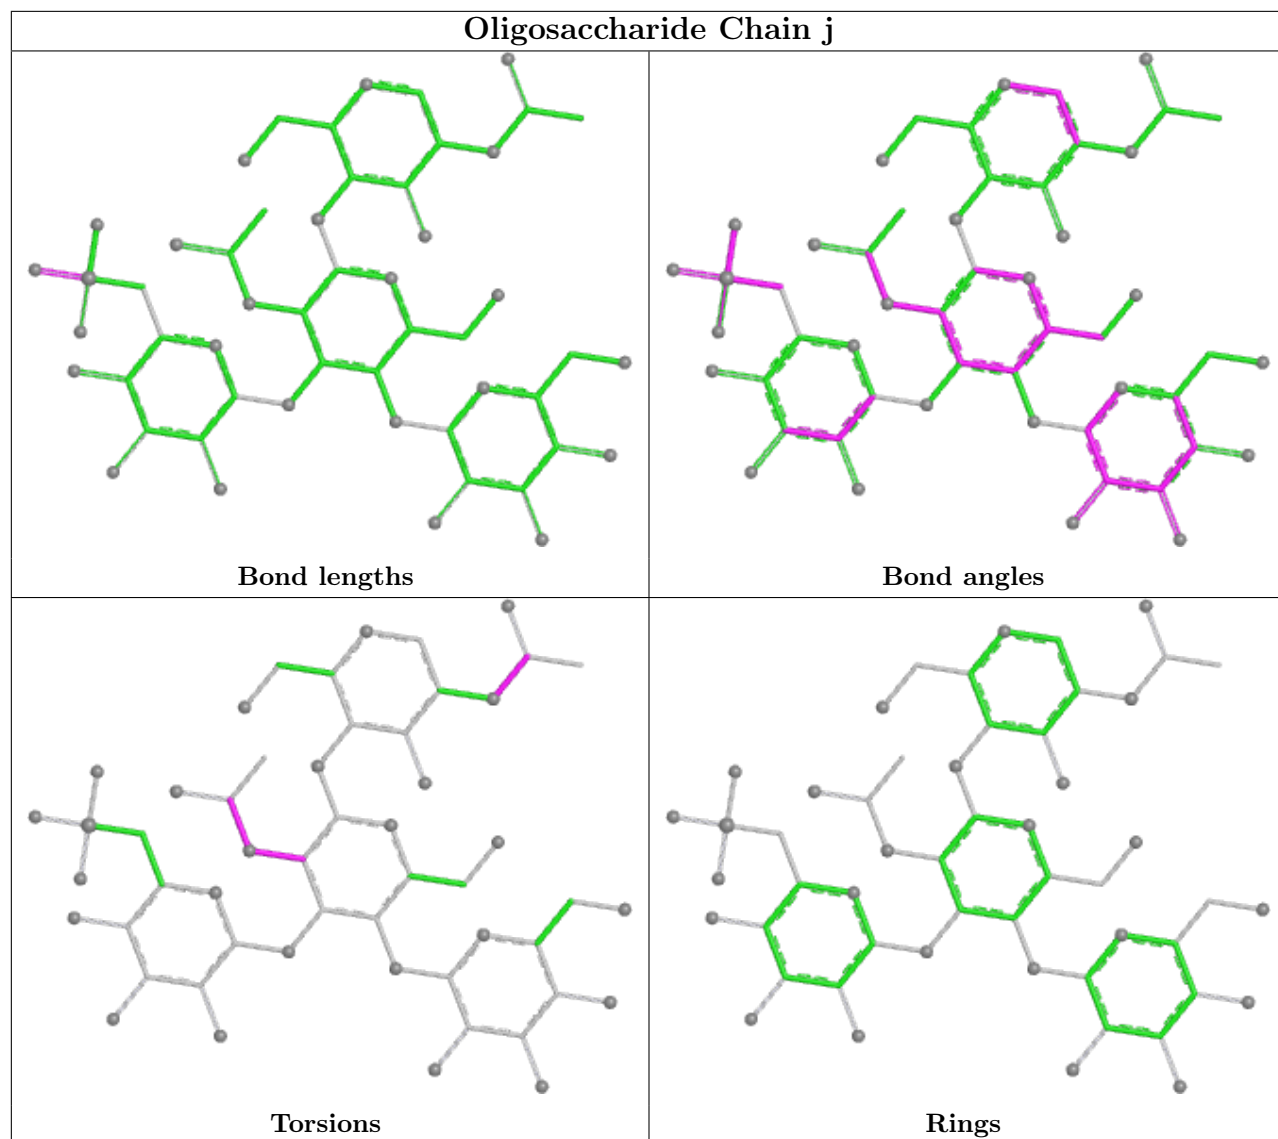 Oligosaccharide Chain j
Bond lengths
Bond angles
Torsions
Rings